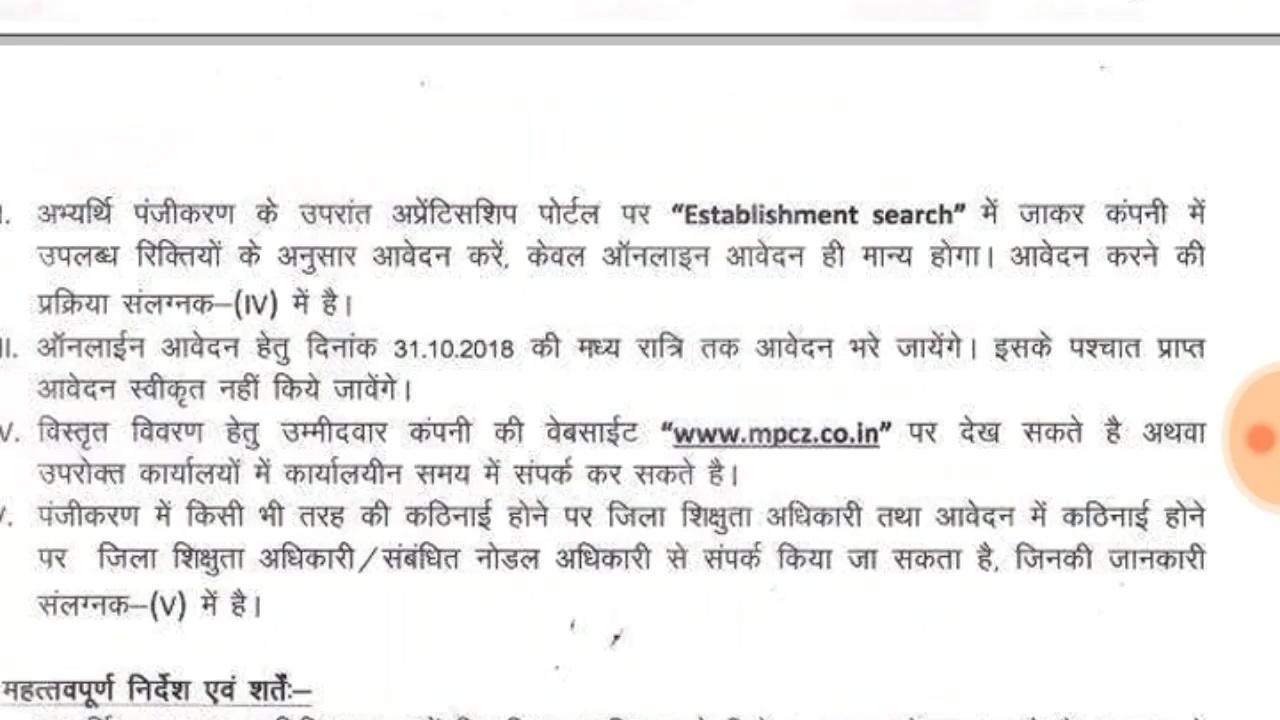 I. अभ्यर्थि पंजीकरण के उपरांत अप्रेंटिसशिप पोर्टल पर “Establishment search” में जाकर कंपनी में
उपलब्ध रिक्तियों के अनुसार आवेदन करें, केवल ऑनलाइन आवेदन ही मान्य होगा। आवेदन करने की
प्रक्रिया संलग्नक–(IV) में है।
II. ऑनलाईन आवेदन हेतु दिनांक 31.10.2018 की मध्य रात्रि तक आवेदन भरे जायेंगे। इसके पश्चात प्राप्त
आवेदन स्वीकृत नहीं किये जावेंगे।
V. विस्तृत विवरण हेतु उम्मीदवार कंपनी की वेबसाईट “www.mpcz.co.in” पर देख सकते है अथवा
उपरोक्त कार्यालयों में कार्यालयीन समय में संपर्क कर सकते है।
V. पंजीकरण में किसी भी तरह की कठिनाई होने पर जिला शिक्षुता अधिकारी तथा आवेदन में कठिनाई होने
पर जिला शिक्षुता अधिकारी/संबंधित नोडल अधिकारी से संपर्क किया जा सकता है, जिनकी जानकारी
संलग्नक–(V) में है।
महत्तवपूर्ण निर्देश एवं शर्तेंः–